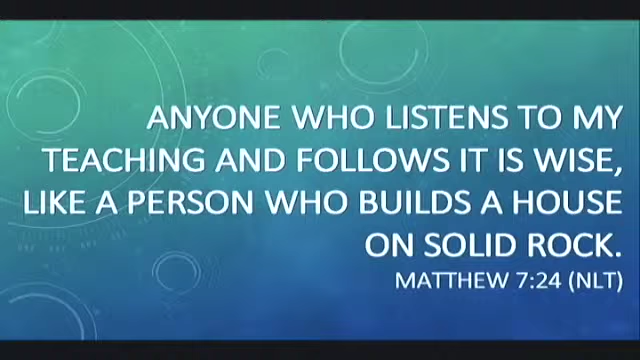 ANYONE WHO LISTENS TO MY
TEACHING AND FOLLOWS IT IS WISE,
LIKE A PERSON WHO BUILDS A HOUSE
ON SOLID ROCK.
MATTHEW 7:24 (NLT)